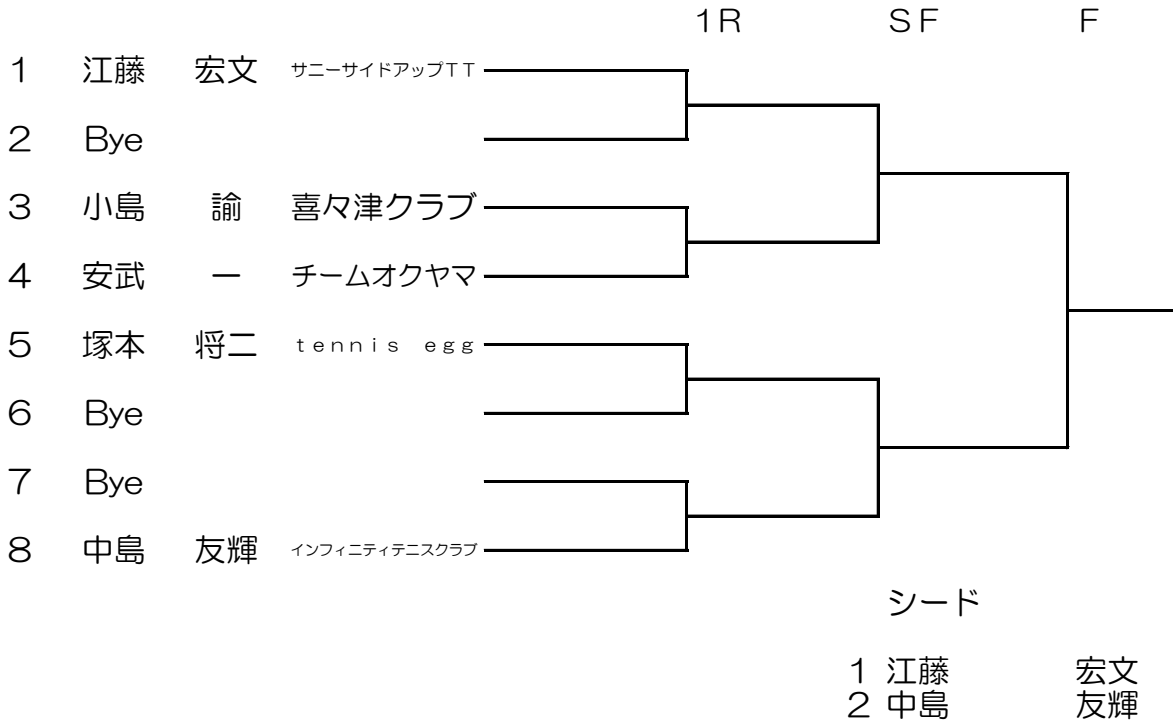 １Ｒ ＳＦ Ｆ
1 江藤 宏文 サニーサイドアップＴＴ
2 Bye
3 小島 諭 喜々津クラブ
4 安武 一 チームオクヤマ
5 塚本 将二 ｔｅｎｎｉｓ ｅｇｇ
6 Bye
7 Bye
8 中島 友輝 インフィニティテニスクラブ
シード
1 江藤 宏文
2 中島 友輝